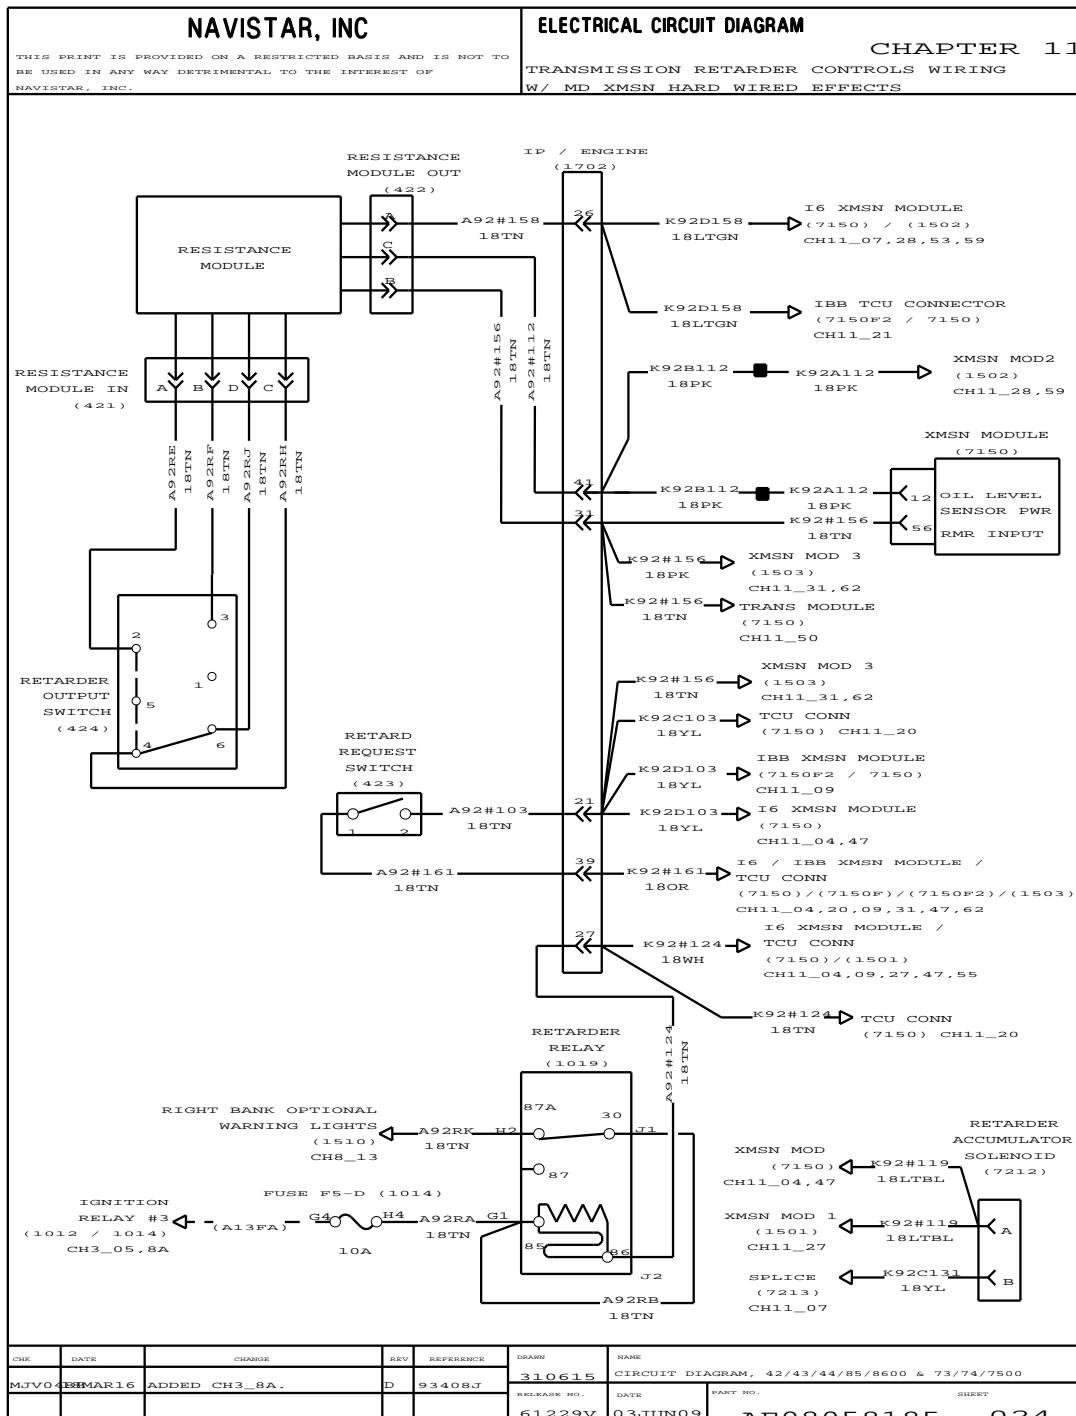 NAVISTAR, INC
THIS PRINT IS PROVIDED ON A RESTRICTED BASIS AND IS NOT TO
BE USED IN ANY WAY DETRIMENTAL TO THE INTEREST OF
NAVISTAR, INC.
ELECTRICAL CIRCUIT DIAGRAM
CHAPTER 11
TRANSMISSION RETARDER CONTROLS WIRING
W/ MD XMSN HARD WIRED EFFECTS
RESISTANCE
MODULE OUT
(422)
IP / ENGINE
(1702)
RESISTANCE
MODULE
A
C
B
A92#158
18TN
26
K92D158
18LTGN
I6 XMSN MODULE
(7150) / (1502)
CH11_07,28,53,59
K92D158
18LTGN
IBB TCU CONNECTOR
(7150F2 / 7150)
CH11_21
A92#156
18TN
A92#112
18TN
RESISTANCE
MODULE IN
(421)
A B D C
K92B112
18PK
K92A112
18PK
XMSN MOD2
(1502)
CH11_28,59
A92RE
18TN
A92RF
18TN
A92RJ
18TN
A92RH
18TN
XMSN MODULE
(7150)
41
K92B112
18PK
K92A112
18PK
12
OIL LEVEL
SENSOR PWR
31
K92#156
18TN
56
RMR INPUT
K92#156
18PK
XMSN MOD 3
(1503)
CH11_31,62
K92#156
18TN
TRANS MODULE
(7150)
CH11_50
RETARDER
OUTPUT
SWITCH
(424)
2
3
1
5
4
6
K92#156
18TN
XMSN MOD 3
(1503)
CH11_31,62
K92C103
18YL
TCU CONN
(7150) CH11_20
K92D103
18YL
IBB XMSN MODULE
(7150F2 / 7150)
CH11_09
RETARD
REQUEST
SWITCH
(423)
1 2
A92#103
18TN
21
K92D103
18YL
I6 XMSN MODULE
(7150)
CH11_04,47
A92#161
18TN
39
K92#161
18OR
I6 / IBB XMSN MODULE /
TCU CONN
(7150)/(7150F)/(7150F2)/(1503)
CH11_04,20,09,31,47,62
27
K92#124
18WH
I6 XMSN MODULE /
TCU CONN
(7150)/(1501)
CH11_04,09,27,47,55
K92#124
18TN
TCU CONN
(7150) CH11_20
A92#124
18TN
RETARDER
RELAY
(1019)
87A
30
87
85
86
J1
J2
RIGHT BANK OPTIONAL
WARNING LIGHTS
(1510)
CH8_13
A92RK
18TN
H2
IGNITION
RELAY #3
(1012 / 1014)
CH3_05,8A
(A13FA)
FUSE F5-D (1014)
G4
H4
10A
A92RA
18TN
G1
A92RB
18TN
RETARDER
ACCUMULATOR
SOLENOID
(7212)
XMSN MOD
(7150)
CH11_04,47
K92#119
18LTBL
XMSN MOD 1
(1501)
CH11_27
K92#119
18LTBL
A
SPLICE
(7213)
CH11_07
K92C131
18YL
B
CHK DATE CHANGE REV REFERENCE
MAR16 ADDED CH3_8A. D 93408J
DRAWN
310615
NAME
CIRCUIT DIAGRAM, 42/43/44/85/8600 & 73/74/7500
RELEASE NO.
61229V
DATE
03JUN09
PART NO.
SHEET